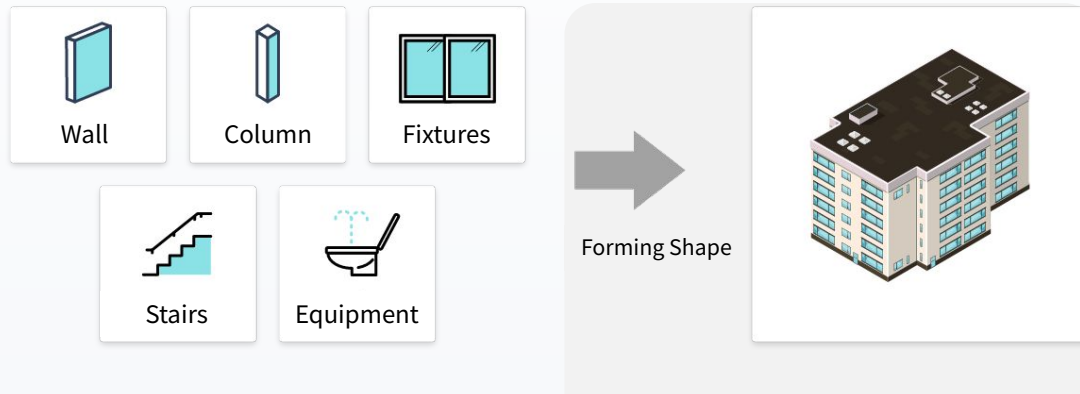 Wall
Column
Fixtures
Forming Shape
Stairs
Equipment